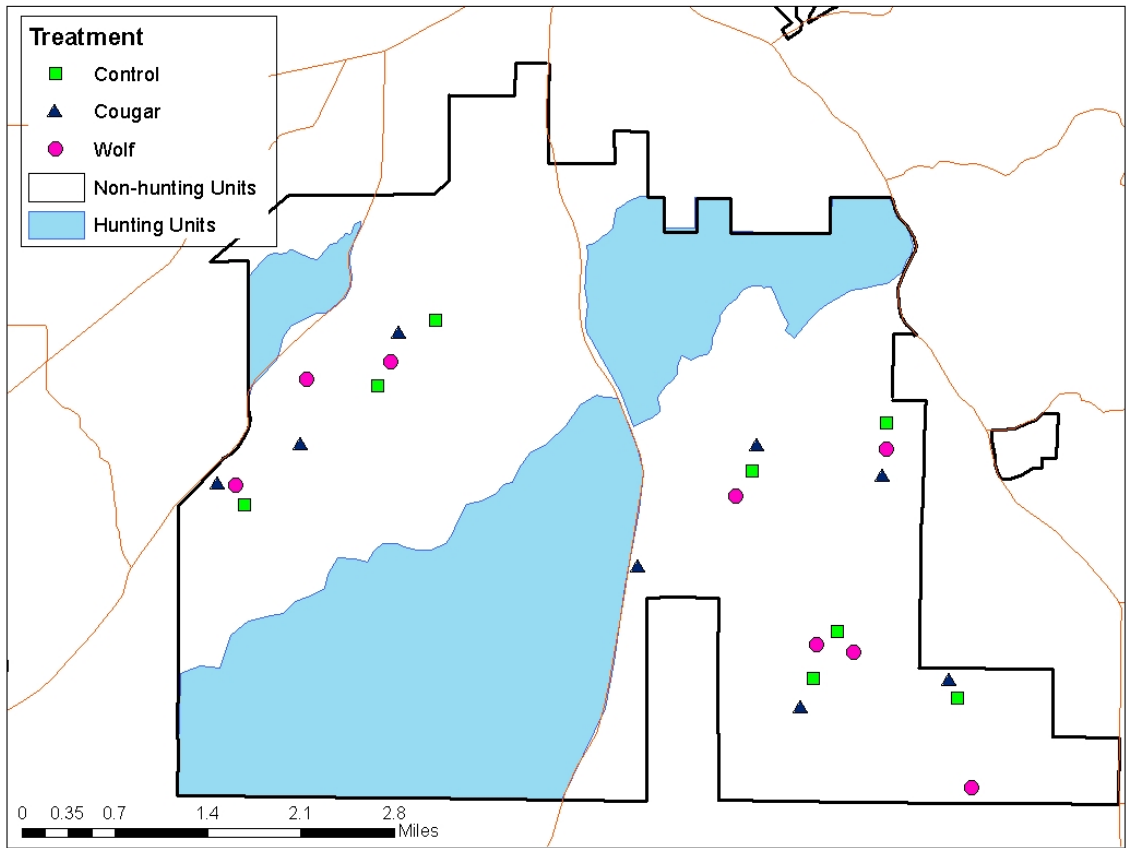 Treatment
Control
Cougar
Wolf
Non-hunting Units
Hunting Units
0 0.35 0.7 1.4 2.1 2.8
Miles